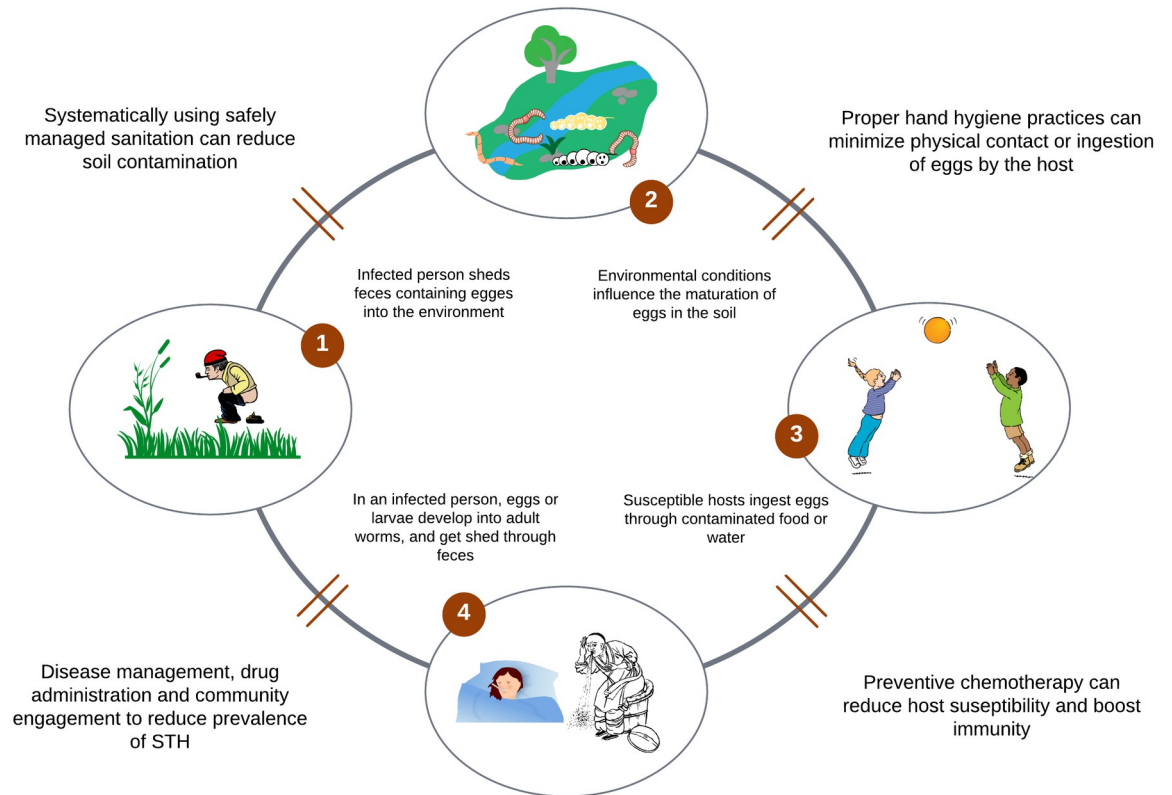 Systematically using safely
managed sanitation can reduce
soil contamination
Proper hand hygiene practices can
minimize physical contact or ingestion
of eggs by the host
2
Infected person sheds
feces containing egges
into the environment
Environmental conditions
influence the maturation of
eggs in the soil
1
3
In an infected person, eggs or
larvae develop into adult
worms, and get shed through
feces
Susceptible hosts ingest eggs
through contaminated food or
water
4
Disease management, drug
administration and community
engagement to reduce prevalence
of STH
Preventive chemotherapy can
reduce host suseptibility and boost
immunity